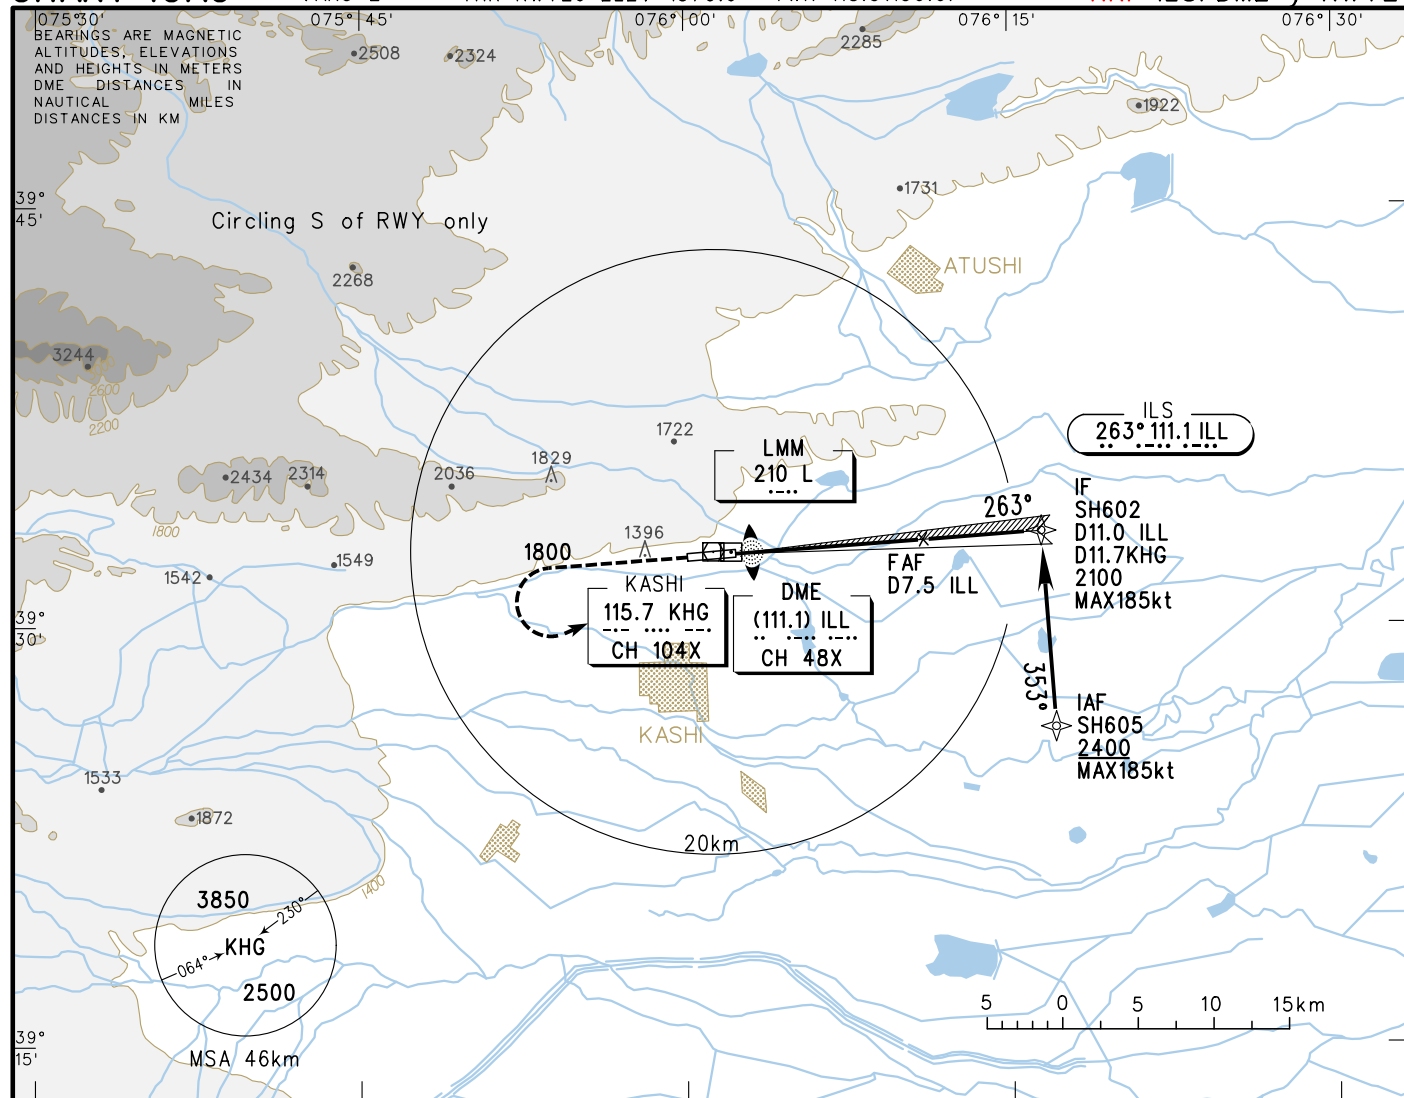 075°30'
075°45'
076°00'
076°15'
076°30'
BEARINGS ARE MAGNETIC
ALTITUDES, ELEVATIONS
AND HEIGHTS IN METERS
DME DISTANCES IN
NAUTICAL MILES
DISTANCES IN KM
2508
2324
2285
1922
1731
39°
45'
Circling S of RWY only
2268
ATUSHI
3244
2600
2200
ILS
263° 111.1 ILL
1722
LMM
210 L
1829
2434
2314
2036
1800
1396
263°
IF
SH602
D11.0 ILL
D11.7KHG
2100
MAX185kt
1549
1542
1800
FAF
D7.5 ILL
KASHI
115.7 KHG
CH 104X
DME
(111.1) ILL
CH 48X
39°
30'
353°
IAF
SH605
2400
MAX185kt
KASHI
1533
1872
20km
1400
3850
230°
KHG
064°
2500
5 0 5 10 15km
39°
15'
MSA 46km